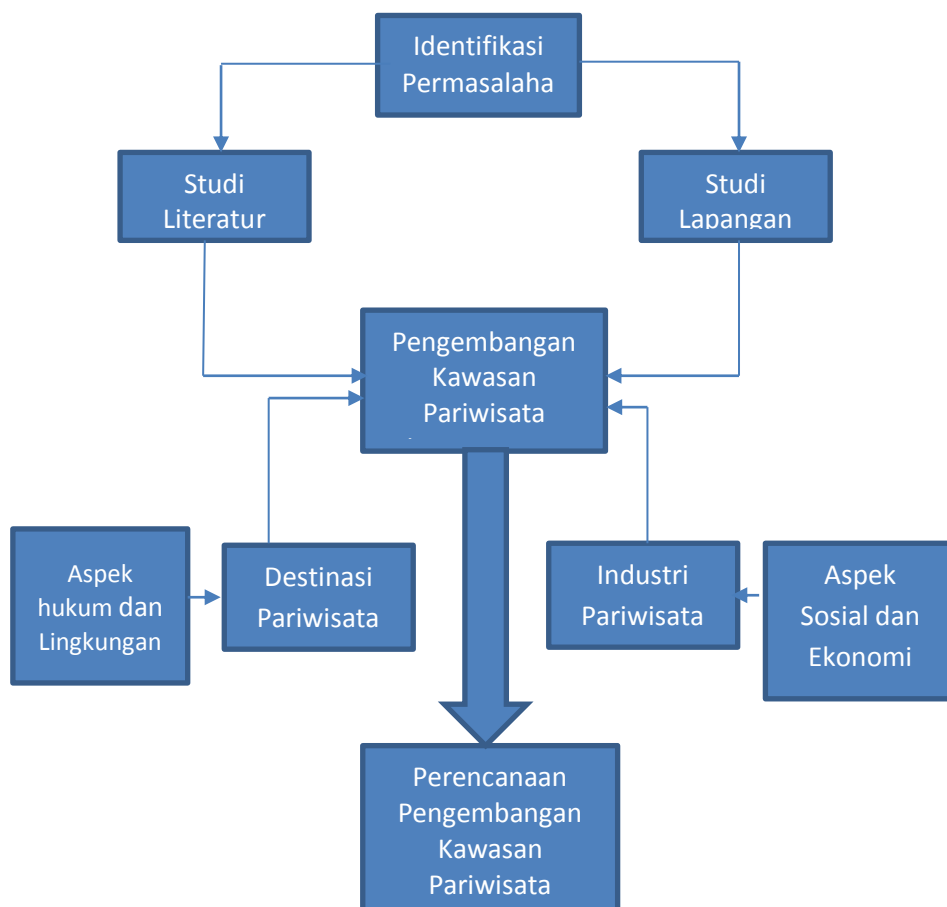 Identifikasi
Permasalaha
Studi
Literatur
Studi
Lapangan
Pengembangan
Kawasan
Pariwisata
Aspek
hukum dan
Lingkungan
Destinasi
Pariwisata
Industri
Pariwisata
Aspek
Sosial dan
Ekonomi
Perencanaan
Pengembangan
Kawasan
Pariwisata